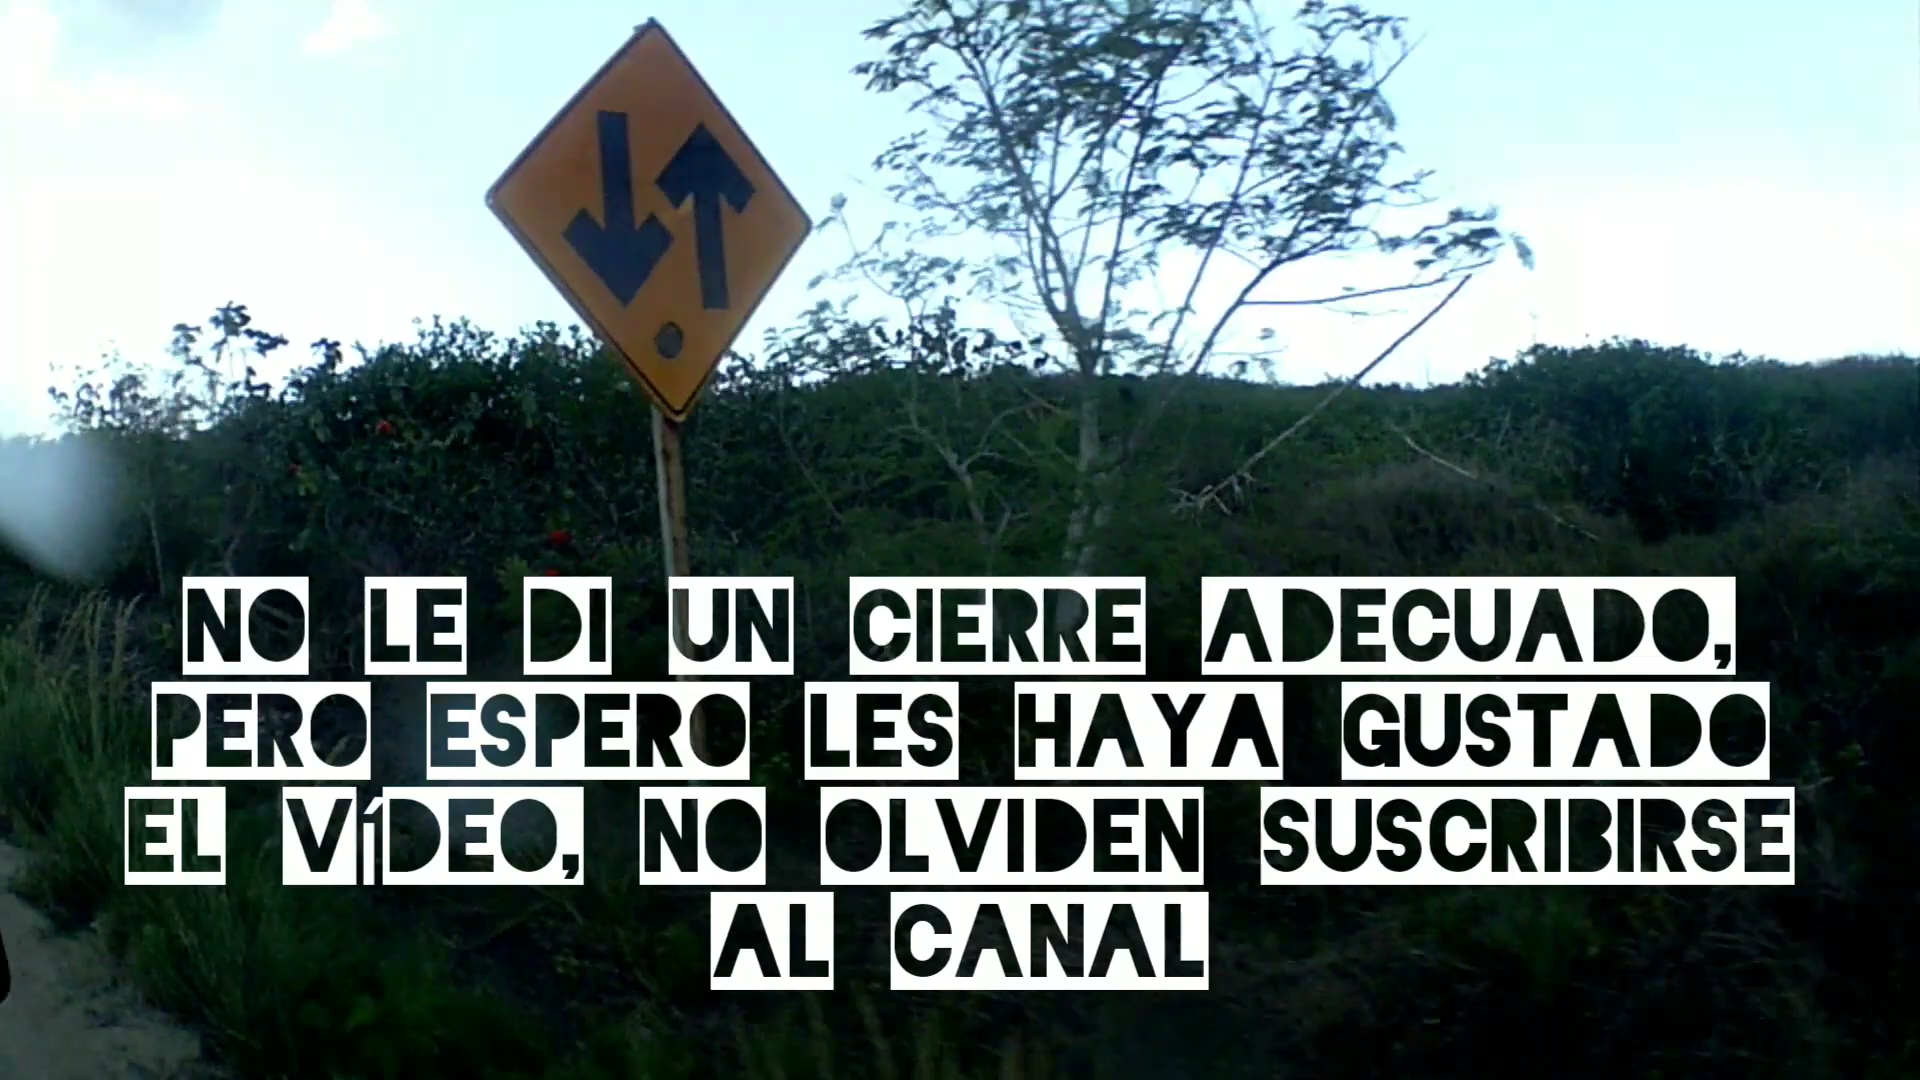 NO LE DI UN CIERRE ADECUADO,
PERO ESPERO LES HAYA GUSTADO
EL VíDEO, NO OLVIDEN SUSCRIBIRSE
AL CANAL